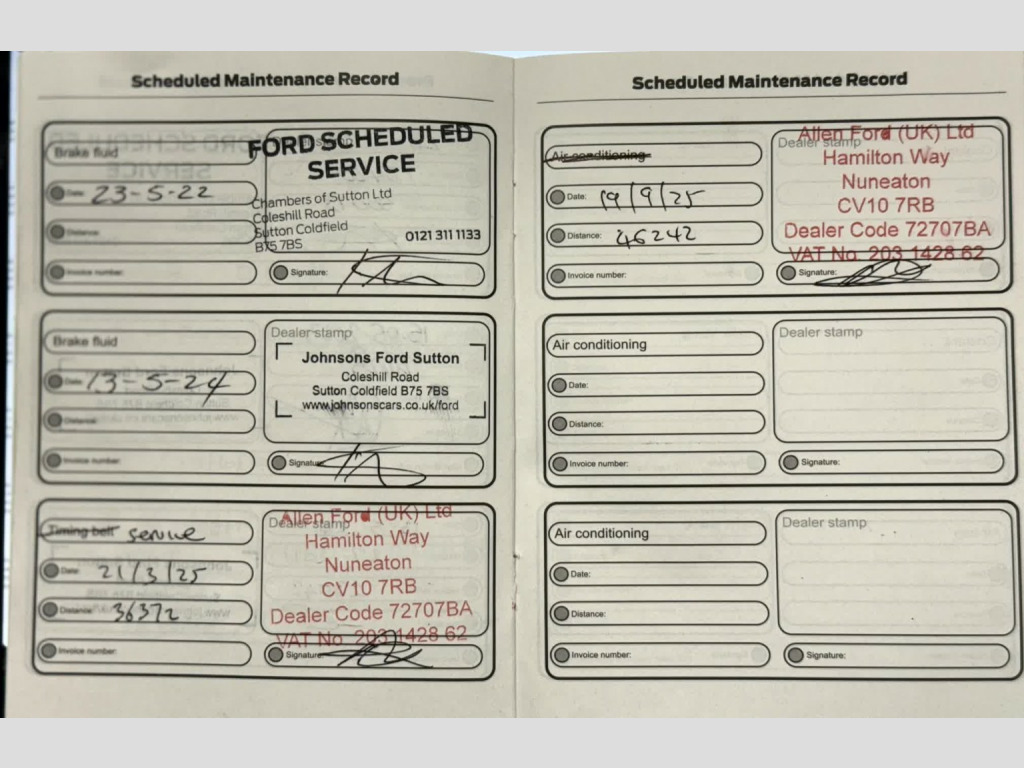 Scheduled Maintenance Record
Brake fluid
Date: 23-5-22
Distance:
Invoice number:
FORD SCHEDULED
SERVICE
Chambers of Sutton Ltd
Coleshill Road
Sutton Coldfield
B75 7BS
0121 311 1133
Signature:
Brake fluid
Date: 13-5-24
Distance:
Invoice number:
Dealer stamp
Johnsons Ford Sutton
Coleshill Road
Sutton Coldfield B75 7BS
www.johnsonscars.co.uk/ford
Signature:
Timing belt service
Date: 21/3/25
Distance: 36372
Invoice number:
Dealer stamp
Allen Ford (UK) Ltd
Hamilton Way
Nuneaton
CV10 7RB
Dealer Code 72707BA
VAT No. 203 1428 62
Signature:
Scheduled Maintenance Record
Air conditioning
Date: 19/9/25
Distance: 46242
Invoice number:
Dealer stamp
Allen Ford (UK) Ltd
Hamilton Way
Nuneaton
CV10 7RB
Dealer Code 72707BA
VAT No. 203 1428 62
Signature:
Air conditioning
Date:
Distance:
Invoice number:
Dealer stamp
Signature:
Air conditioning
Date:
Distance:
Invoice number:
Dealer stamp
Signature: